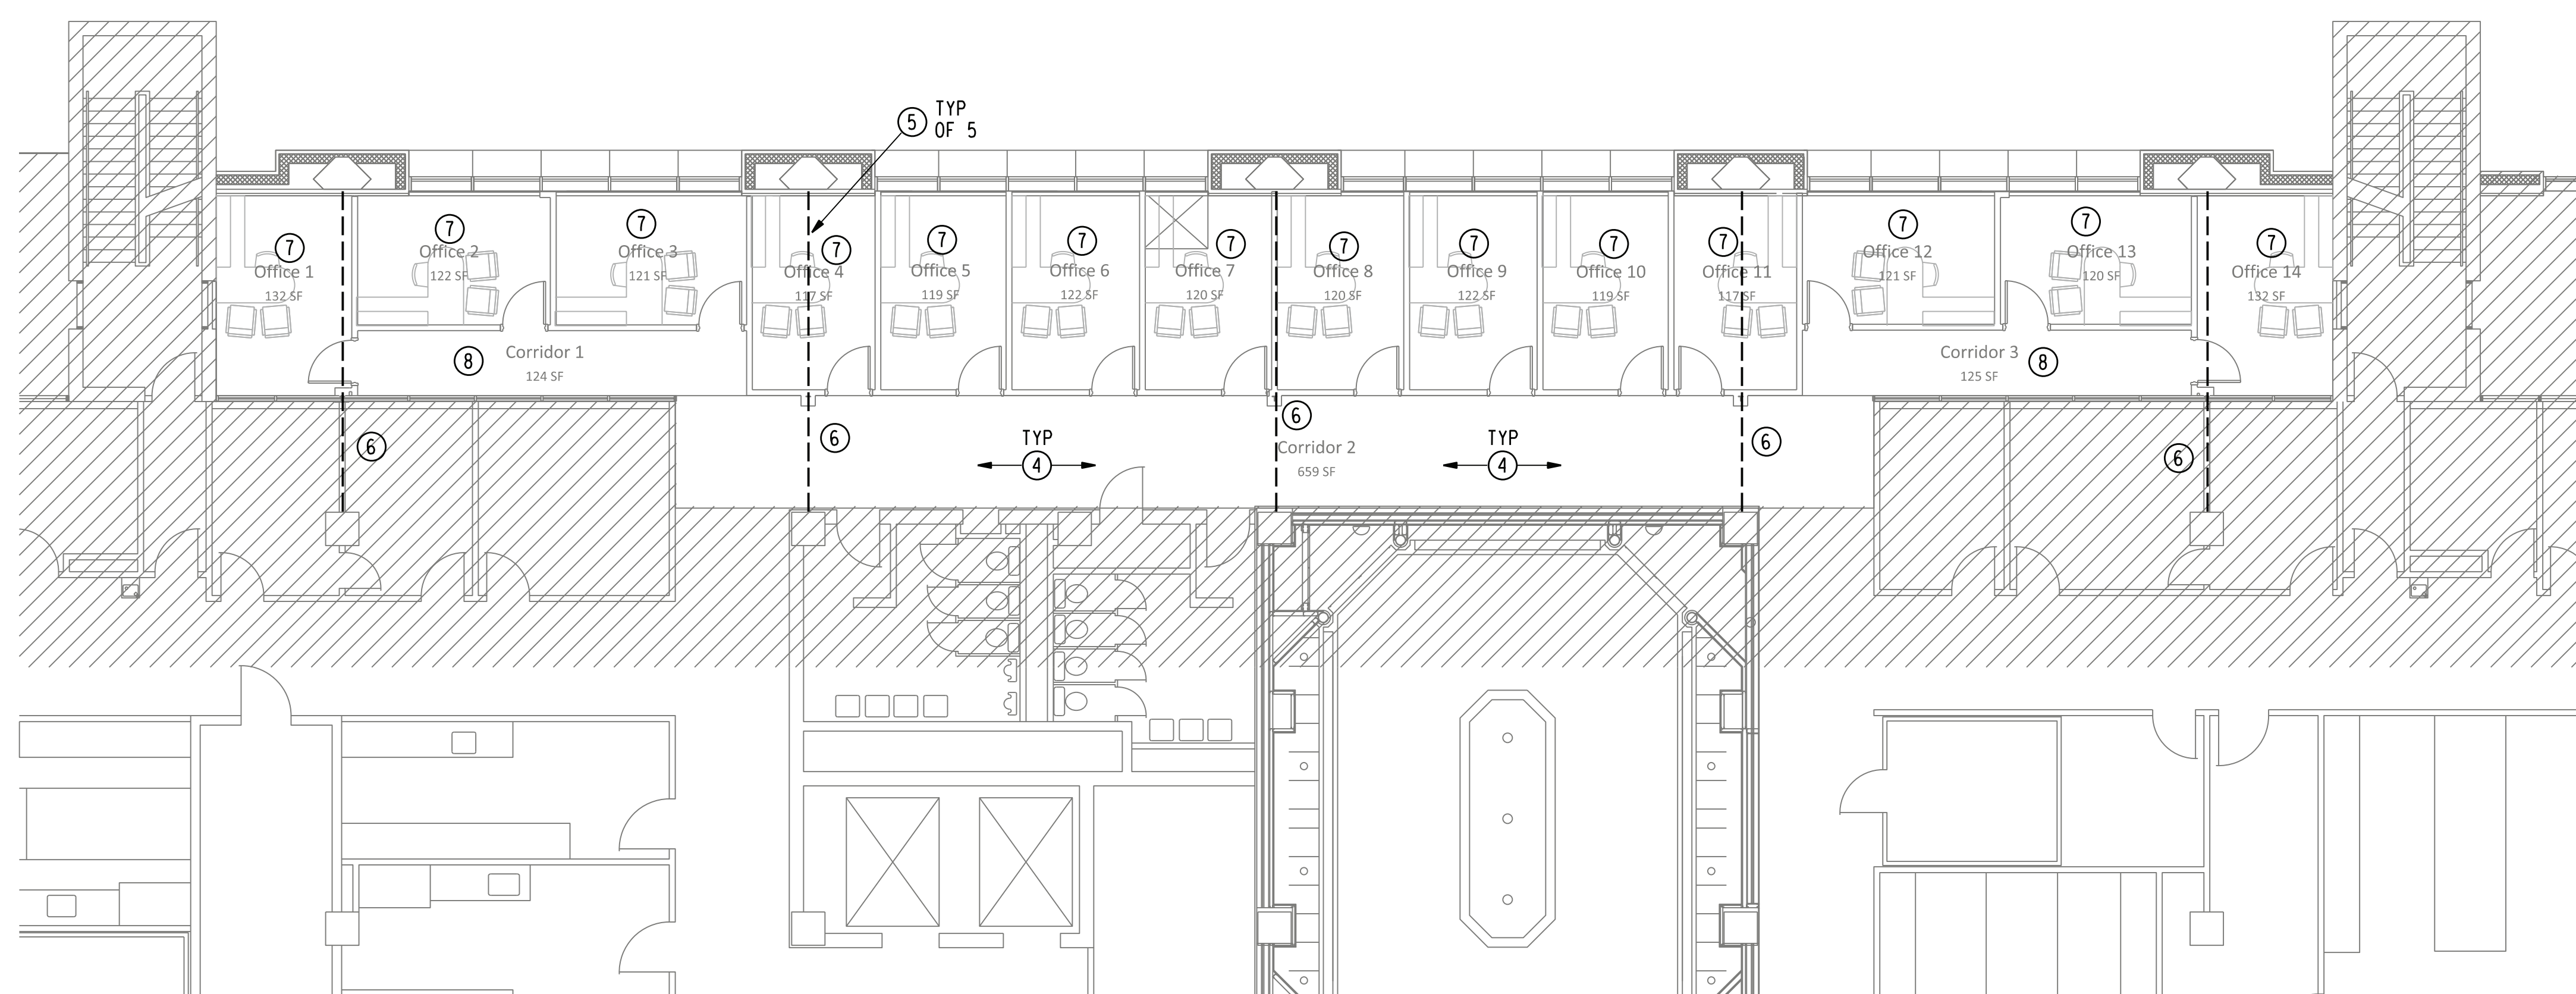 5 TYP
OF 5
7
Office 1
132 SF
7
Office 2
122 SF
7
Office 3
121 SF
7
Office 4
117 SF
7
Office 5
119 SF
7
Office 6
122 SF
7
Office 7
120 SF
7
Office 8
120 SF
7
Office 9
122 SF
7
Office 10
119 SF
7
Office 11
117 SF
7
Office 12
121 SF
7
Office 13
120 SF
7
Office 14
132 SF
8
Corridor 1
124 SF
Corridor 3
125 SF
8
6
6
6
Corridor 2
659 SF
TYP
4
TYP
4
6
6